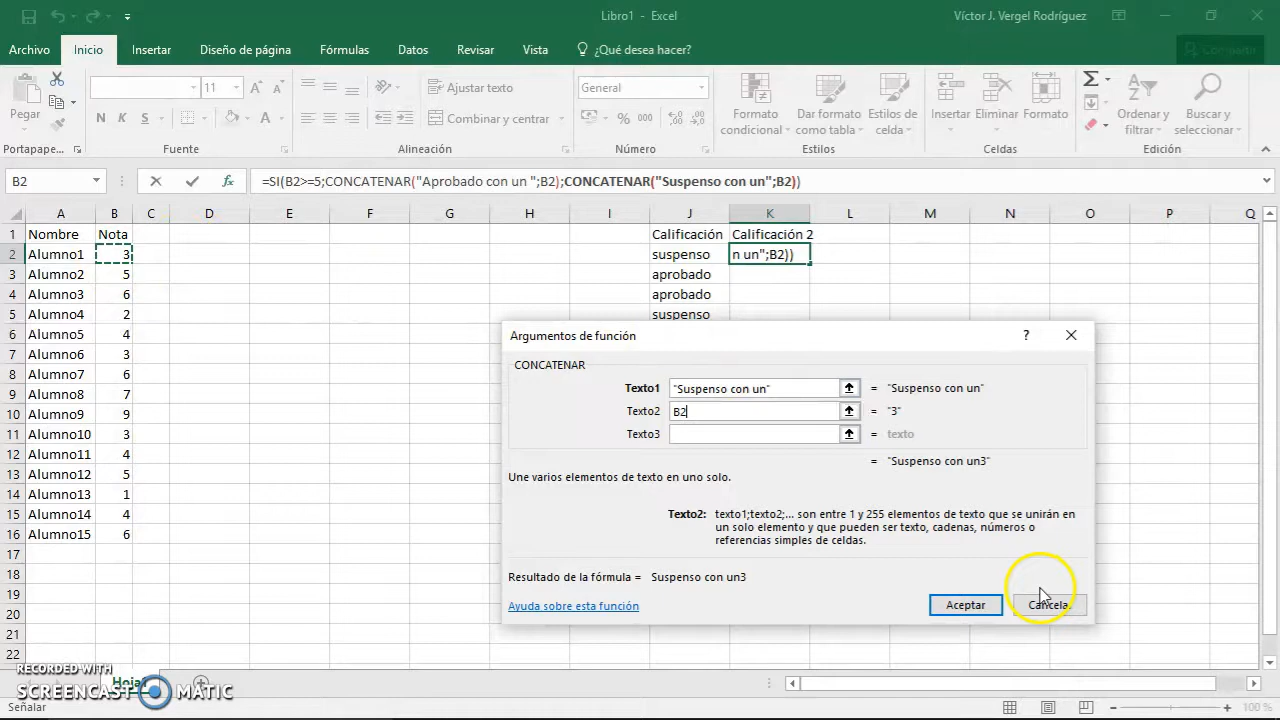 Libro1 - Excel
Víctor J. Vergel Rodríguez
Archivo Inicio Insertar Diseño de página Fórmulas Datos Revisar Vista ¿Qué desea hacer? Compartir
Pegar
11
N K S
A A A
Ajustar texto
Combinar y centrar
General
% 000
Formato condicional
Dar formato como tabla
Estilos de celda
Insertar Eliminar Formato
Ordenar y filtrar
Buscar y seleccionar
Portapape... Fuente Alineación Número Estilos Celdas Edición
B2 fx =SI(B2>=5;CONCATENAR("Aprobado con un ";B2);CONCATENAR("Suspenso con un";B2))
A B C D E F G H I J K L M N O P Q
1 Nombre Nota Calificación Calificación 2
2 Alumno1 3 suspenso n un";B2))
3 Alumno2 5 aprobado
4 Alumno3 6 aprobado
5 Alumno4 2 suspenso
6 Alumno5 4
7 Alumno6 3
8 Alumno7 6
9 Alumno8 7
10 Alumno9 9
11 Alumno10 3
12 Alumno11 4
13 Alumno12 5
14 Alumno13 1
15 Alumno14 4
16 Alumno15 6
17
18
19
20
21
22
Argumentos de función ?
CONCATENAR
Texto1 "Suspenso con un" = "Suspenso con un"
Texto2 B2 = "3"
Texto3 = texto
= "Suspenso con un3"
Une varios elementos de texto en uno solo.
Texto2: texto1;texto2;... son entre 1 y 255 elementos de texto que se unirán en
un solo elemento y que pueden ser texto, cadenas, números o
referencias simples de celdas.
Resultado de la fórmula = Suspenso con un3
Ayuda sobre esta función
Aceptar Cancelar
RECORDED WITH
SCREENCAST MATIC
Señalar
100 %